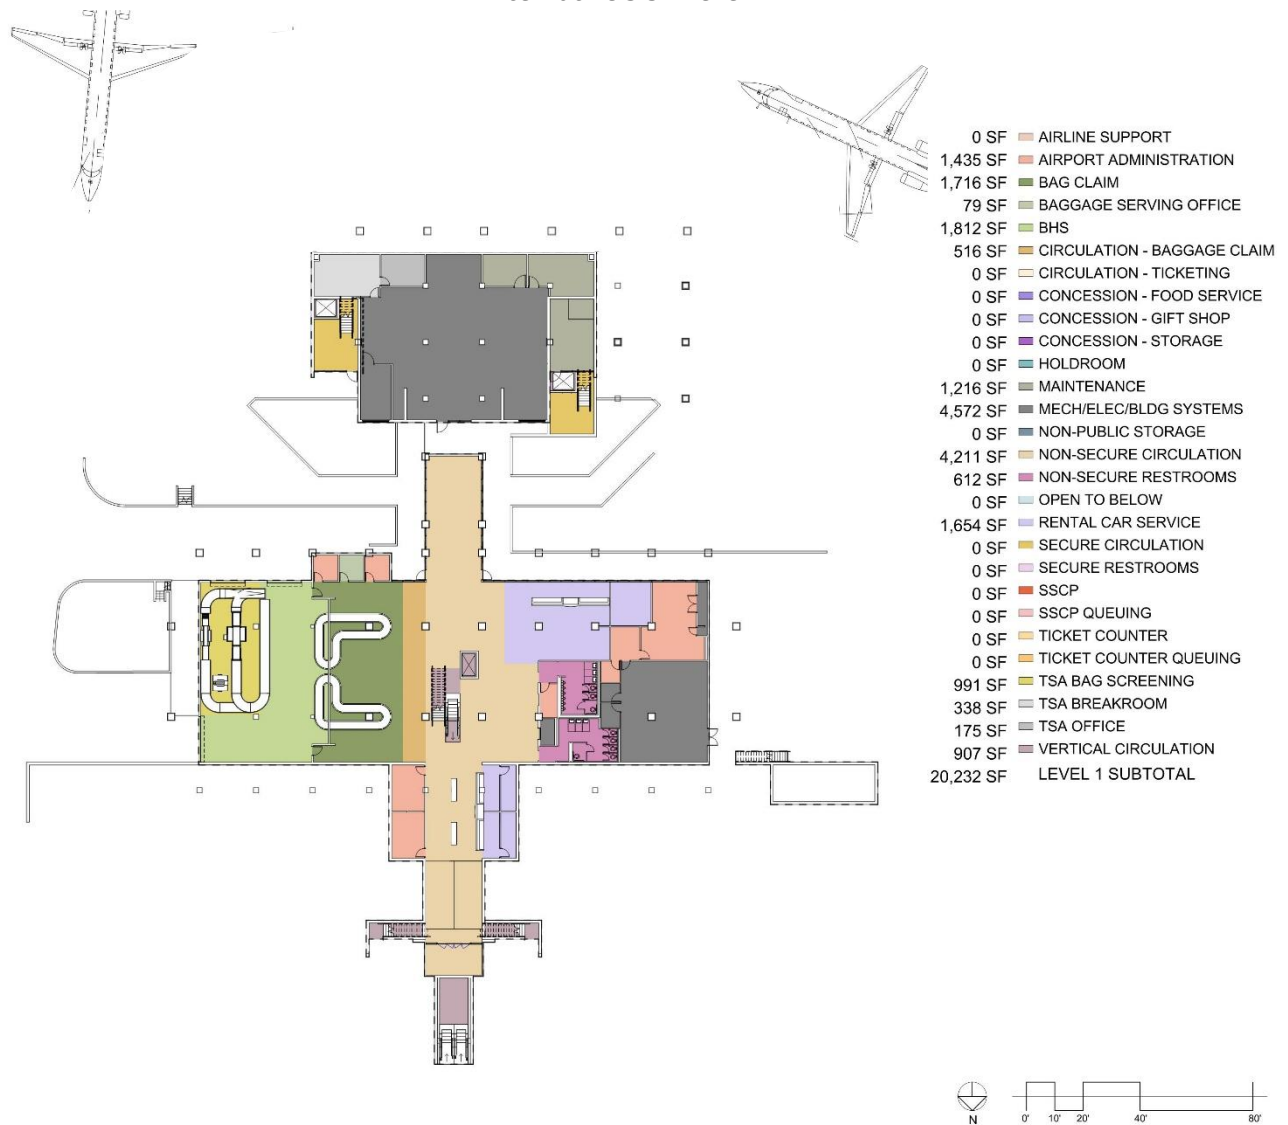 0 SF AIRLINE SUPPORT
1,435 SF AIRPORT ADMINISTRATION
1,716 SF BAG CLAIM
79 SF BAGGAGE SERVING OFFICE
1,812 SF BHS
516 SF CIRCULATION - BAGGAGE CLAIM
0 SF CIRCULATION - TICKETING
0 SF CONCESSION - FOOD SERVICE
0 SF CONCESSION - GIFT SHOP
0 SF CONCESSION - STORAGE
0 SF HOLDROOM
1,216 SF MAINTENANCE
4,572 SF MECH/ELEC/BLDG SYSTEMS
0 SF NON-PUBLIC STORAGE
4,211 SF NON-SECURE CIRCULATION
612 SF NON-SECURE RESTROOMS
0 SF OPEN TO BELOW
1,654 SF RENTAL CAR SERVICE
0 SF SECURE CIRCULATION
0 SF SECURE RESTROOMS
0 SF SSCP
0 SF SSCP QUEUING
0 SF TICKET COUNTER
0 SF TICKET COUNTER QUEUING
991 SF TSA BAG SCREENING
338 SF TSA BREAKROOM
175 SF TSA OFFICE
907 SF VERTICAL CIRCULATION
20,232 SF LEVEL 1 SUBTOTAL
N
0' 10' 20' 40' 80'